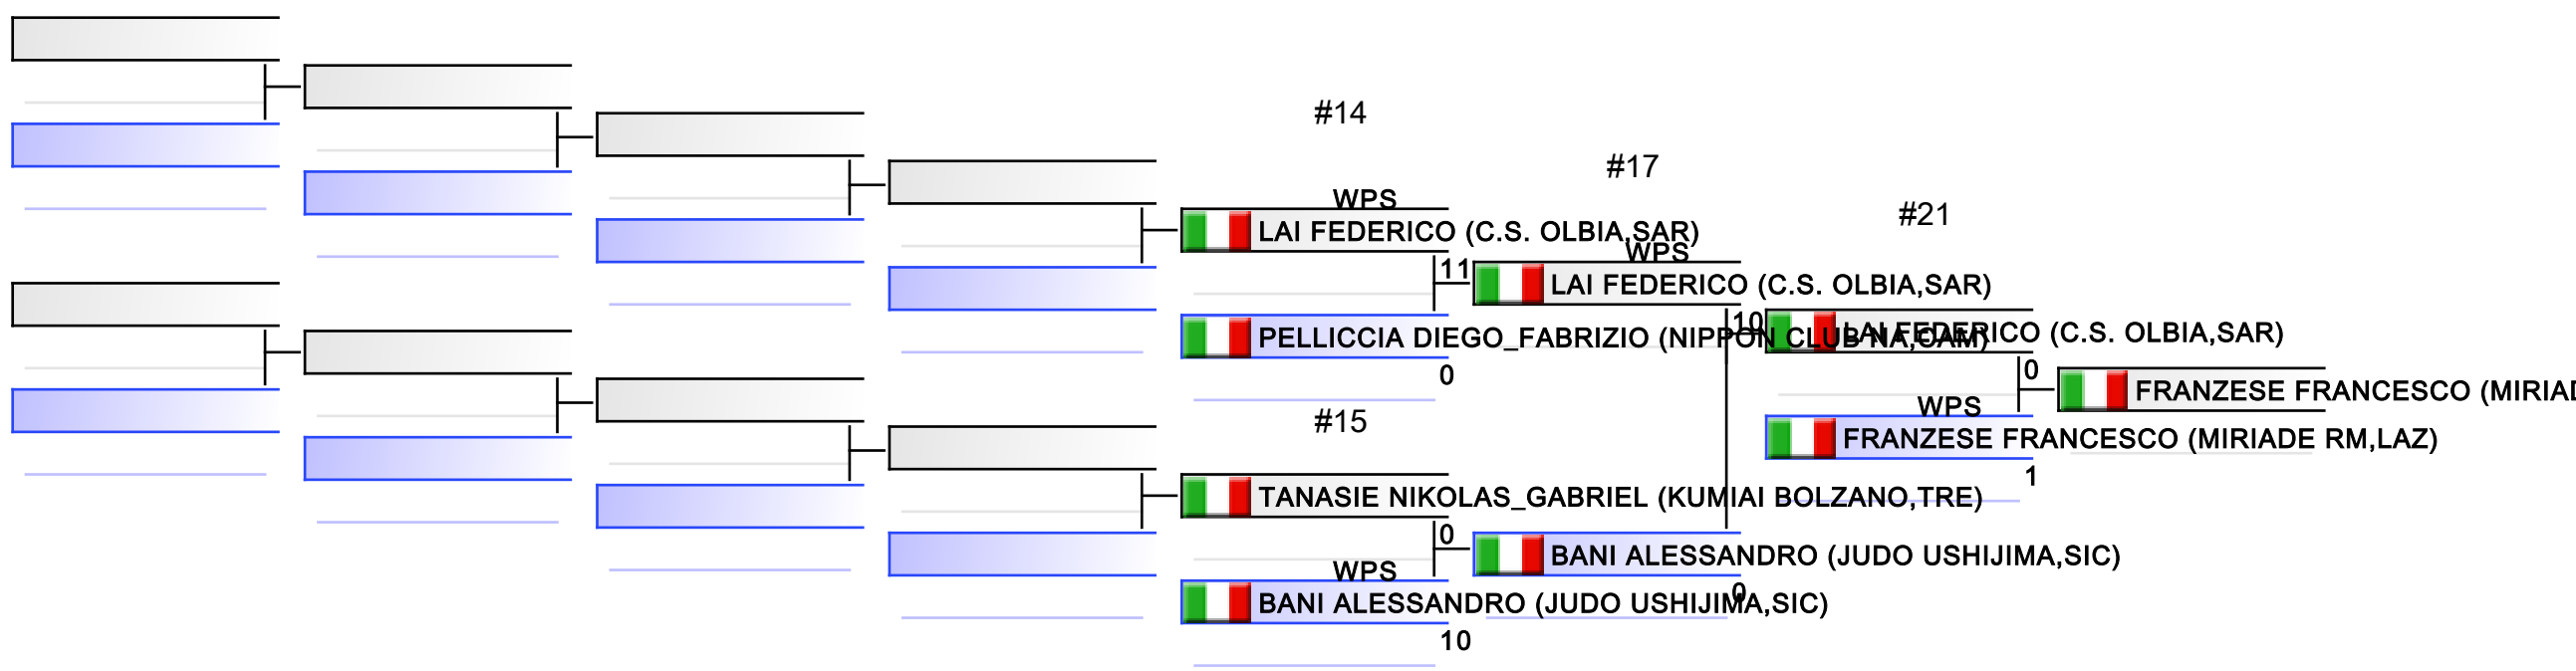 #14
#17
WPS
#21
LAI FEDERICO (C.S. OLBIA,SAR)
WPS
11
LAI FEDERICO (C.S. OLBIA,SAR)
10
LAI FEDERICO (C.S. OLBIA,SAR)
PELLICCIA DIEGO_FABRIZIO (NIPPON CLUB NA,CAM)
0
0
FRANZESE FRANCESCO (MIRIAD
WPS
#15
FRANZESE FRANCESCO (MIRIADE RM,LAZ)
1
TANASIE NIKOLAS_GABRIEL (KUMIAI BOLZANO,TRE)
0
BANI ALESSANDRO (JUDO USHIJIMA,SIC)
WPS
0
BANI ALESSANDRO (JUDO USHIJIMA,SIC)
10